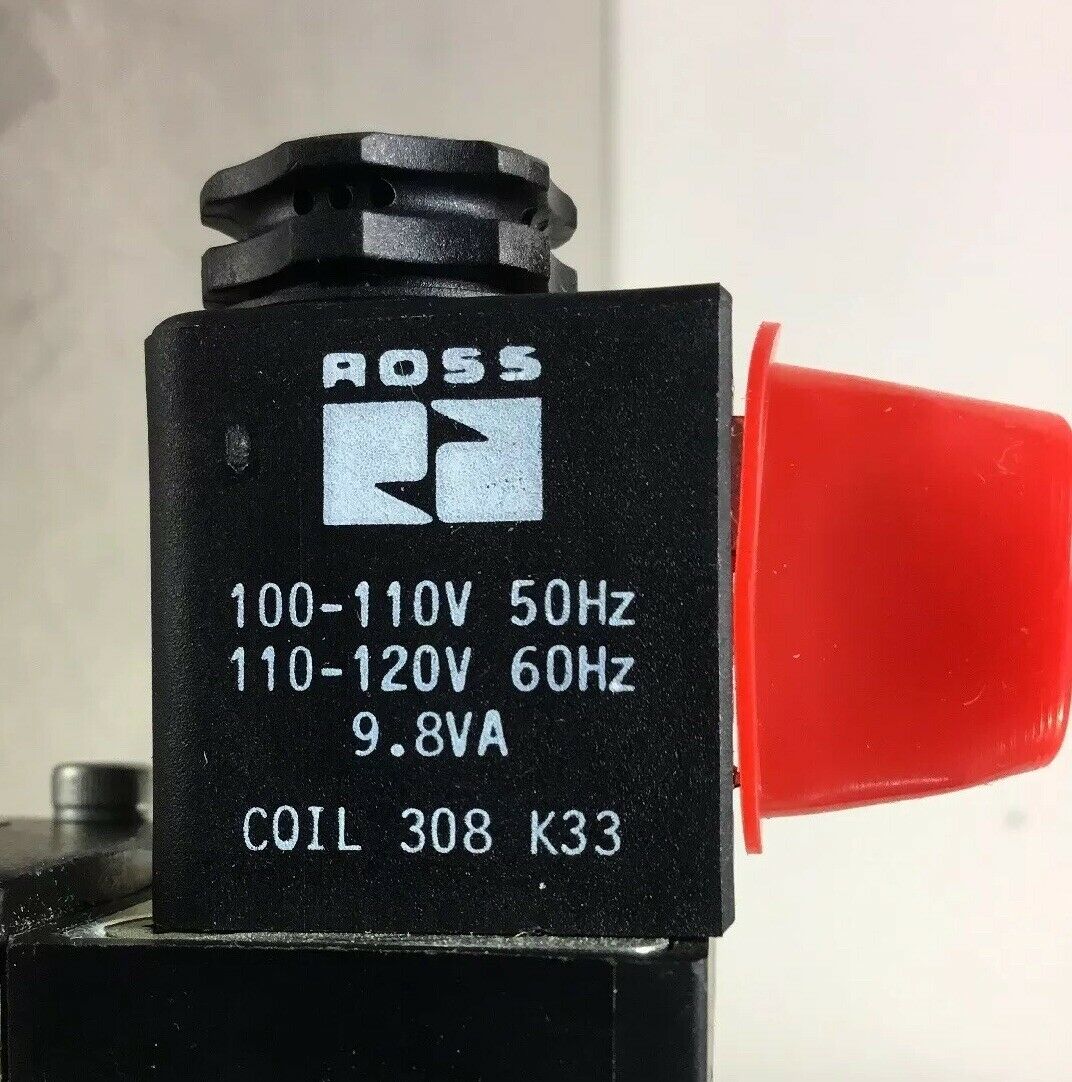 ROSS
100-110V 50Hz
110-120V 60Hz
9.8VA
COIL 308 K33